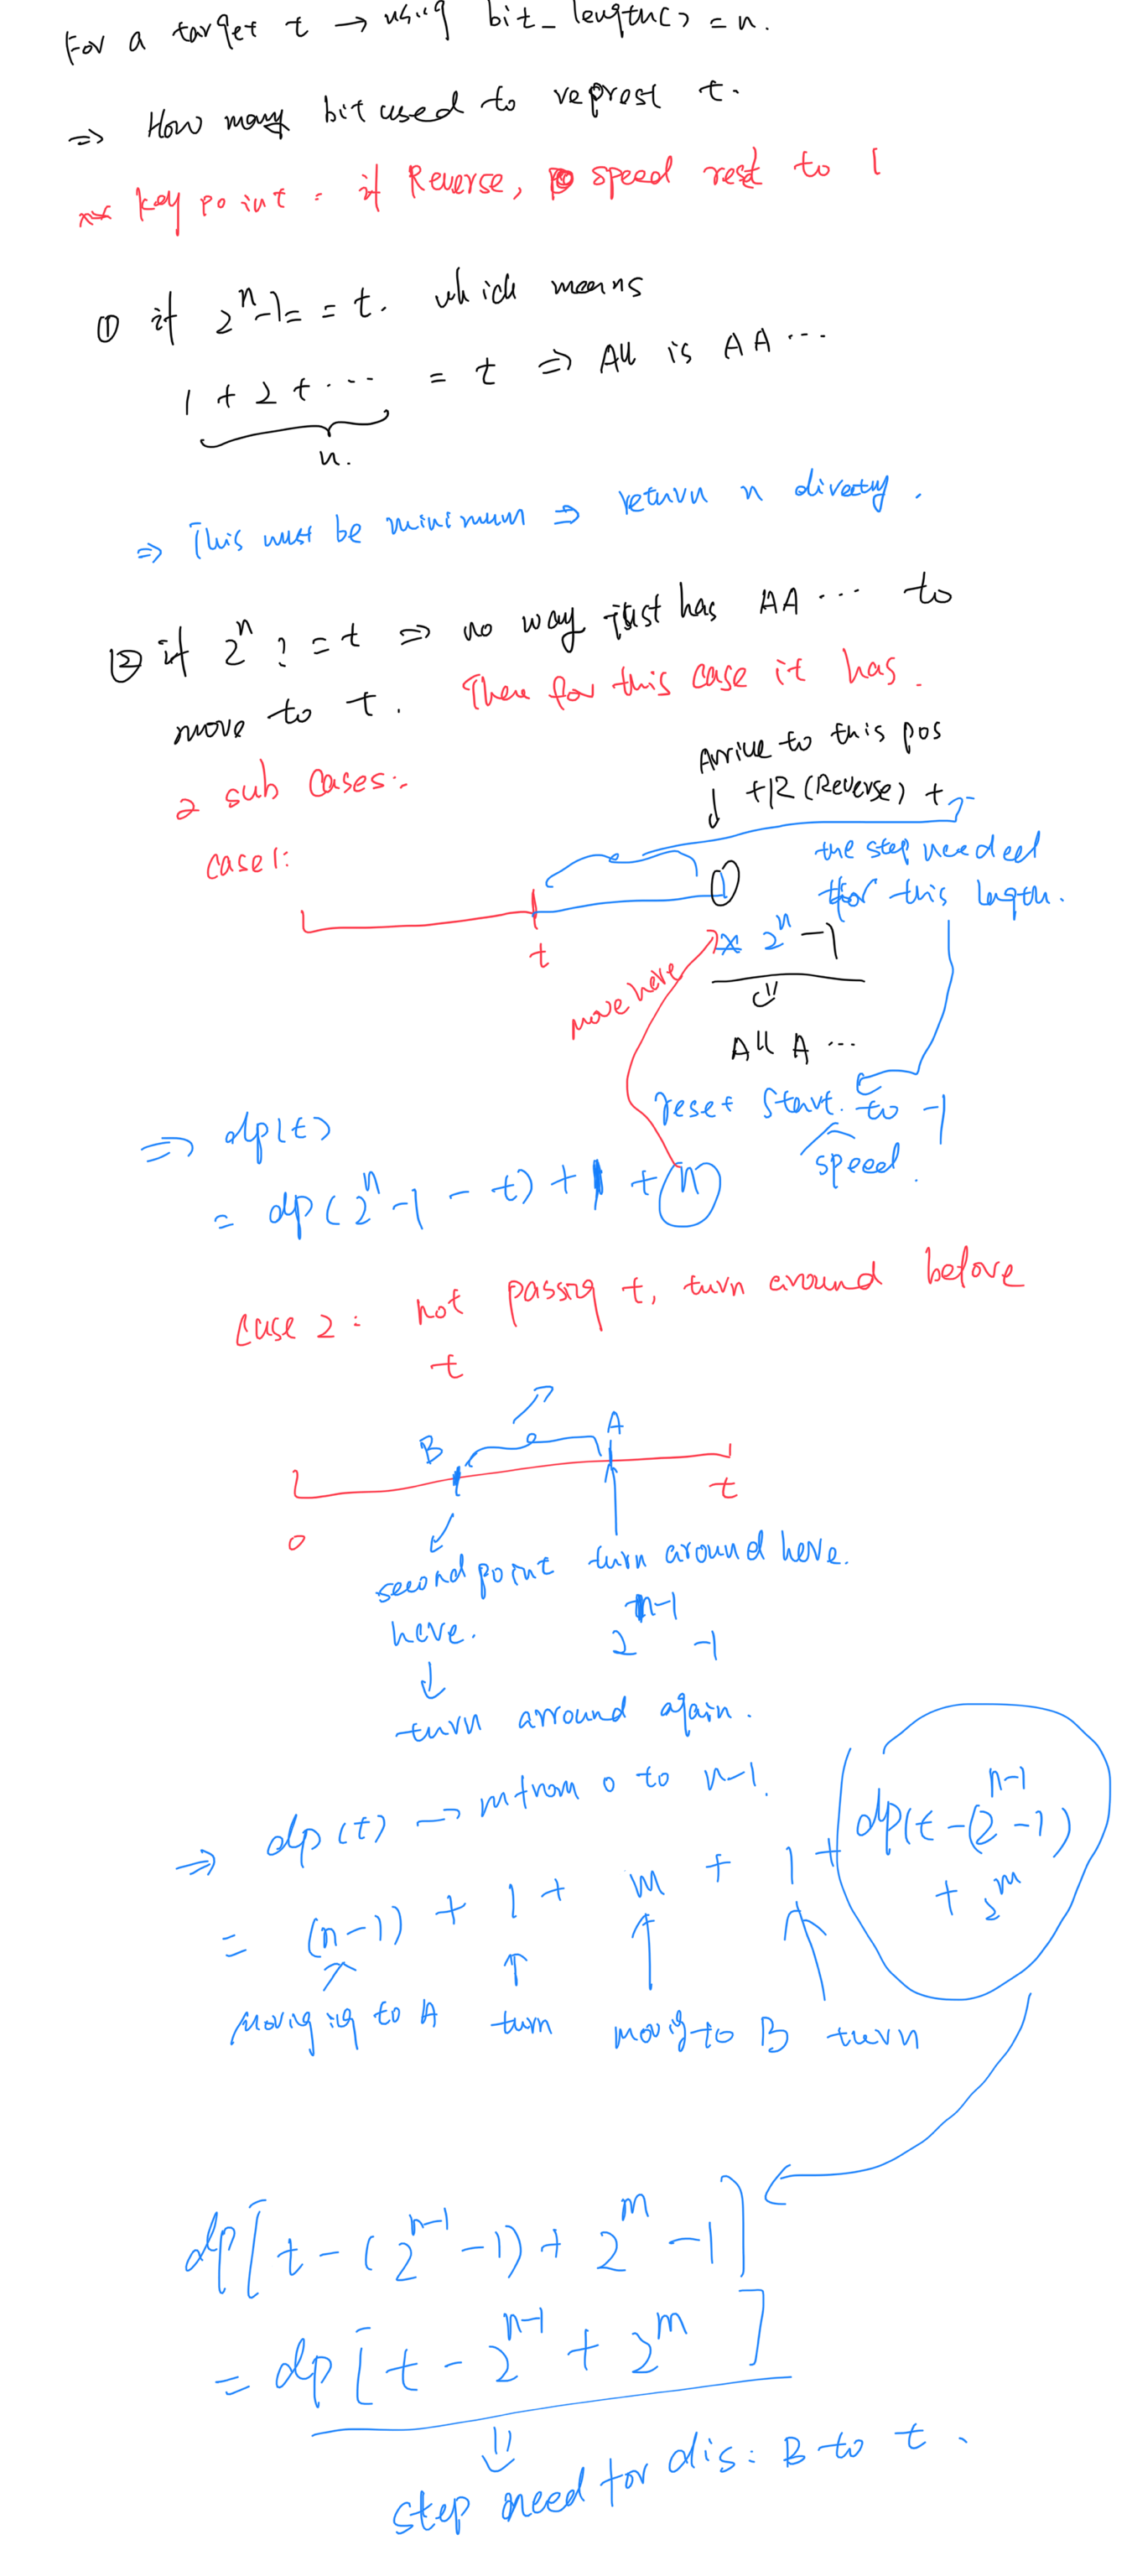 For a target t → using bit_length() = n.
⇒ How many bit used to represt t.
Key point : if Reverse, speed reset to 1
① if 2^n-1 == t. which means
1 + 2 + ... = t ⇒ All is AA ...
n.
⇒ This must be minimum ⇒ return n directly.
② if 2^n != t ⇒ no way just has AA ... to
move to t. Then for this case it has.
2 sub cases:
Arrive to this pos
↓ +R (Reverse) +
case 1:
the step needed
for this length.
t
2^n - 1
move here
All A ...
reset start. to -1
speed.
⇒ dp(t)
= dp(2^n -1 - t) + 1 + n
case 2: not passing t, turn around before
t
B
A
0
t
second point
here.
turn around here.
2^n-1 -1
↓
turn arround again.
⇒ dp(t) → m from 0 to n-1.
= (n-1) + 1 + m + 1 + dp(t-(2^n-1 -1) + 2^m
moving to A
turn
moving to B
turn
dp[t - (2^n-1 -1) + 2^m -1]
= dp[t - 2^n-1 + 2^m]
step need for dis: B to t.